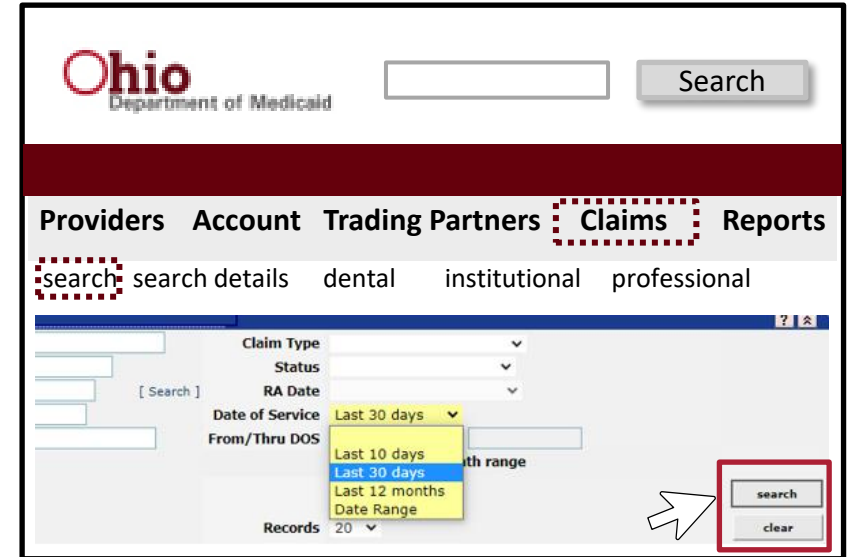 Ohio
Department of Medicaid
Search
Providers Account Trading Partners Claims Reports
search search details dental institutional professional
?
Claim Type
Status
[ Search ] RA Date
Date of Service Last 30 days
From/Thru DOS
Last 10 days
Last 30 days range
Last 12 months
search
Date Range
Records 20 clear